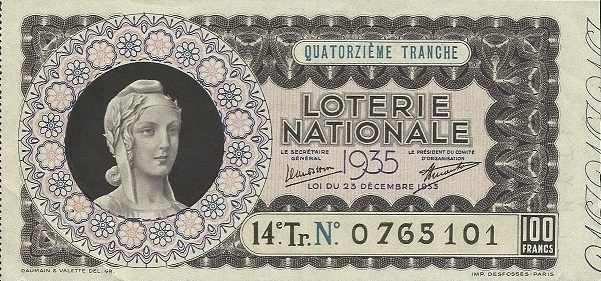 QUATORZIÈME TRANCHE
LOTERIE
NATIONALE
LE SECRÉTAIRE
GÉNÉRAL
1935
LE PRÉSIDENT DU COMITÉ
D'ORGANISATION
LOI DU 23 DÉCEMBRE 1933
14e Tr. No 0765101
100
FRANCS
DAUMAIN & VALETTE DEL. GR.
IMP. DESFOSSÉS-PARIS